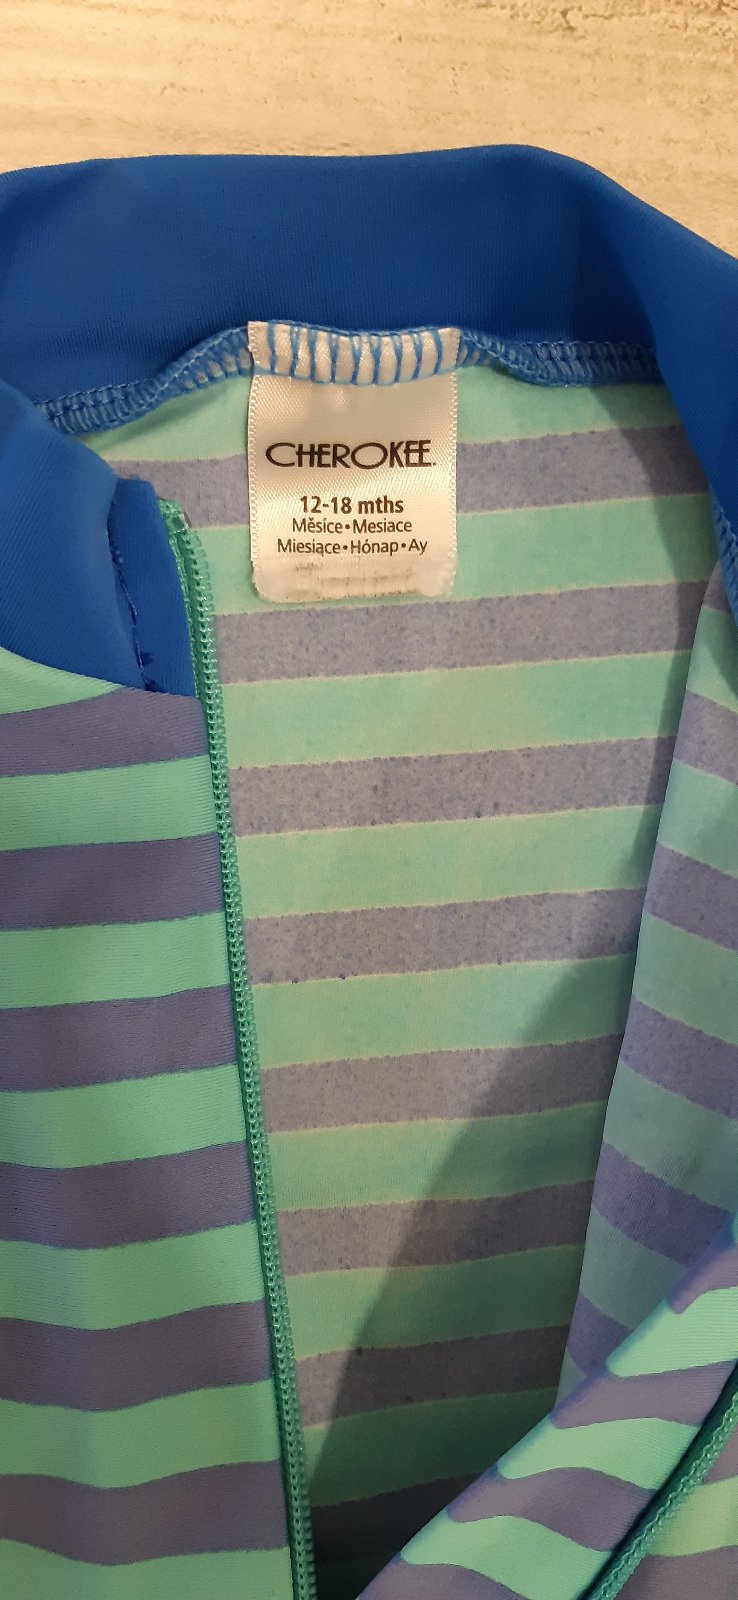 CHEROKEE.
12-18 mths
Měsíce•Mesiace
Miesiące•Hónap•Ay